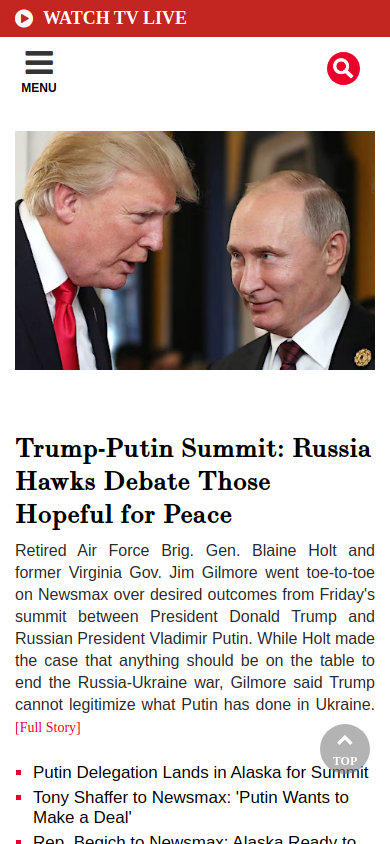 WATCH TV LIVE
MENU
Trump-Putin Summit: Russia
Hawks Debate Those
Hopeful for Peace
Retired Air Force Brig. Gen. Blaine Holt and
former Virginia Gov. Jim Gilmore went toe-to-toe
on Newsmax over desired outcomes from Friday's
summit between President Donald Trump and
Russian President Vladimir Putin. While Holt made
the case that anything should be on the table to
end the Russia-Ukraine war, Gilmore said Trump
cannot legitimize what Putin has done in Ukraine.
[Full Story]
TOP
Putin Delegation Lands in Alaska for Summit
Tony Shaffer to Newsmax: 'Putin Wants to
Make a Deal'
Rep. Begich to Newsmax: Alaska Ready to